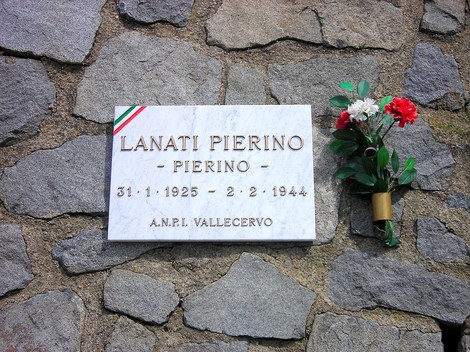 LANATI PIERINO
- PIERINO -
31 · 1 · 1925 - 2 · 2 · 1944
A.N.P.I. VALLECERVO